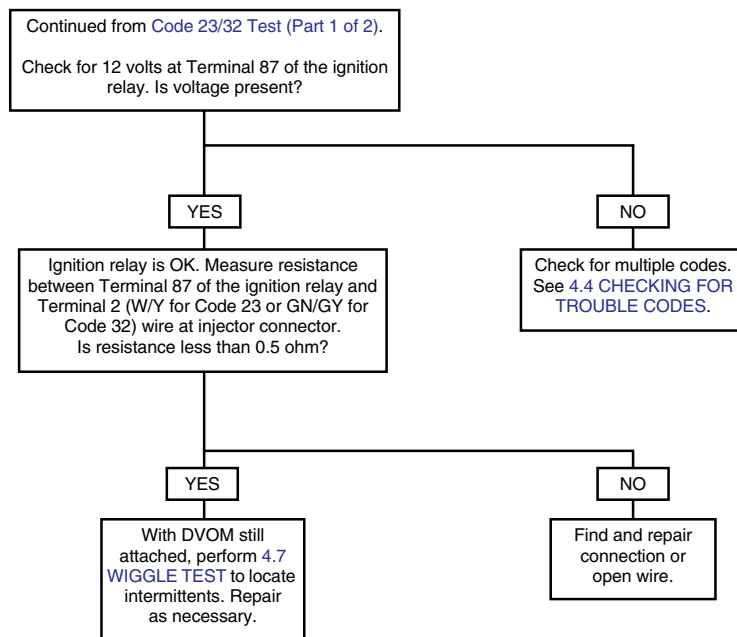 Continued from Code 23/32 Test (Part 1 of 2).
Check for 12 volts at Terminal 87 of the ignition
relay. Is voltage present?
YES
NO
Ignition relay is OK. Measure resistance
between Terminal 87 of the ignition relay and
Terminal 2 (W/Y for Code 23 or GN/GY for
Code 32) wire at injector connector.
Is resistance less than 0.5 ohm?
Check for multiple codes.
See 4.4 CHECKING FOR
TROUBLE CODES.
YES
NO
With DVOM still
attached, perform 4.7
WIGGLE TEST to locate
intermittents. Repair
as necessary.
Find and repair
connection or
open wire.